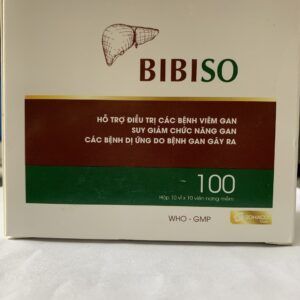 BIBISO
HỖ TRỢ ĐIỀU TRỊ CÁC BỆNH VIÊM GAN
SUY GIẢM CHỨC NĂNG GAN
CÁC BỆNH DỊ ỨNG DO BỆNH GAN GÂY RA
100
Hộp 10 vỉ x 10 viên nang mềm
WHO - GMP